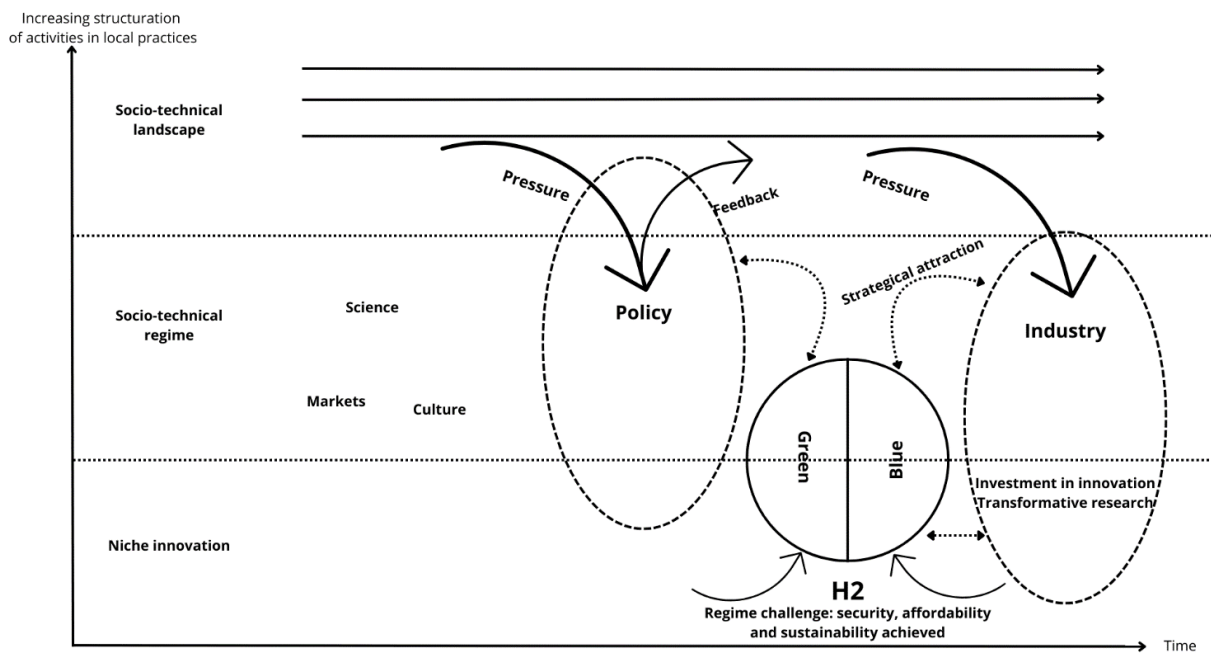 Increasing structuration
of activities in local practices
Socio-technical
landscape
Pressure
Feedback
Pressure
Strategical attraction
Science
Socio-technical
regime
Policy
Industry
Markets
Culture
Green
Blue
Investment in innovation
Transformative research
Niche innovation
H2
Regime challenge: security, affordability
and sustainability achieved
Time